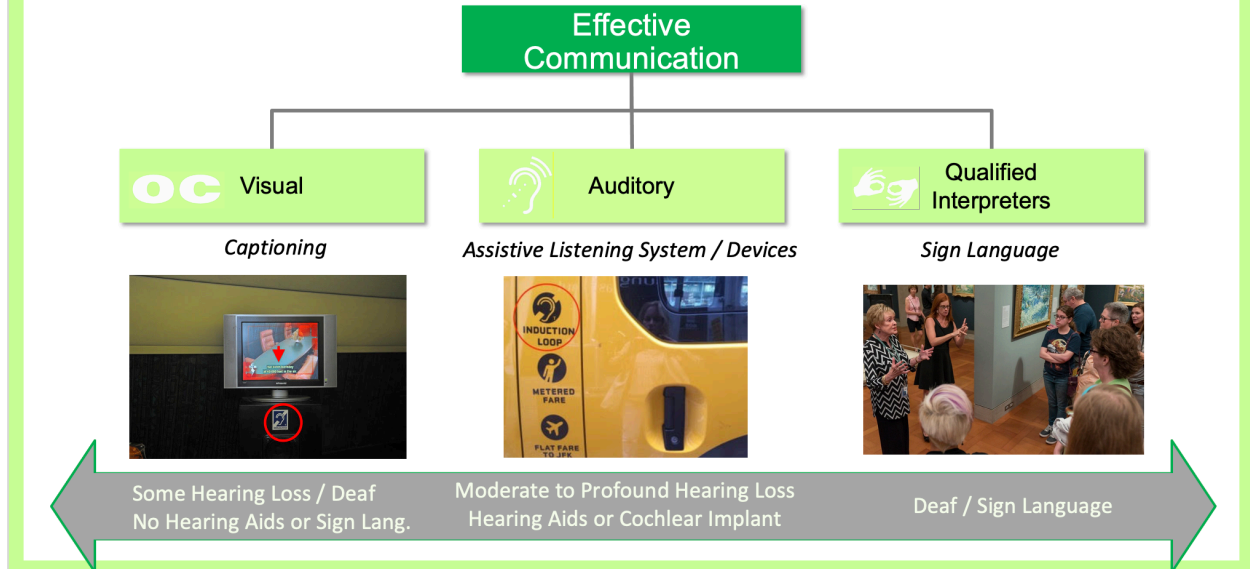 Effective
Communication
OC Visual
Auditory
Qualified
Interpreters
Captioning
Assistive Listening System / Devices
Sign Language
INDUCTION
LOOP
METERED
FARE
FLAT FARE
TO JFK
Some Hearing Loss / Deaf
No Hearing Aids or Sign Lang.
Moderate to Profound Hearing Loss
Hearing Aids or Cochlear Implant
Deaf / Sign Language